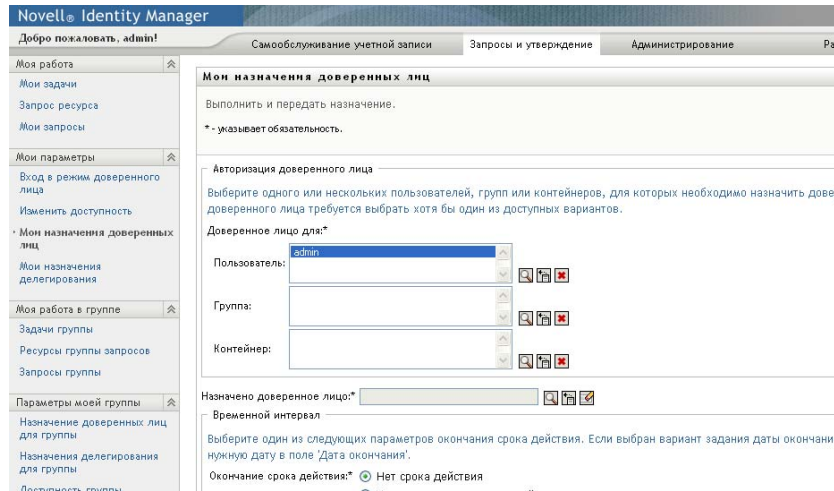 Novell® Identity Manager
Добро пожаловать, admin!
Самообслуживание учетной записи
Запросы и утверждение
Администрирование
Моя работа
Мои задачи
Запрос ресурса
Мои запросы
Мои параметры
Вход в режим доверенного
лица
Изменить доступность
Мои назначения доверенных
лиц
Мои назначения
делегирования
Моя работа в группе
Задачи группы
Ресурсы группы запросов
Запросы группы
Параметры моей группы
Назначение доверенных лиц
для группы
Назначения делегирования
для группы
Доступность группы
Мои назначения доверенных лиц
Выполнить и передать назначение.
* - указывает обязательность.
Авторизация доверенного лица
Выберите одного или нескольких пользователей, групп или контейнеров, для которых необходимо назначить дове
доверенного лица требуется выбрать хотя бы один из доступных вариантов.
Доверенное лицо для:*
Пользователь:
admin
Группа:
Контейнер:
Назначено доверенное лицо:*
Временной интервал
Выберите один из следующих параметров окончания срока действия. Если выбран вариант задания даты окончани
нужную дату в поле 'Дата окончания'.
Окончание срока действия:* Нет срока действия